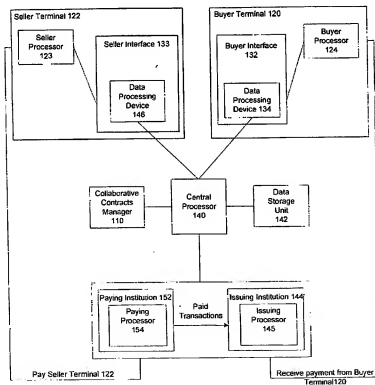 Seller Terminal 122
Seller
Processor
123
Seller Interface 133
Data
Processing
Device
146
Buyer Terminal 120
Buyer Interface
132
Data
Processing
Device 134
Buyer
Processor
124
Collaborative
Contracts
Manager
110
Central
Processor
140
Data
Storage
Unit
142
Paying Institution 152
Paying
Processor
154
Paid
Transactions
Issuing Institution 144
Issuing
Processor
145
Pay Seller Terminal 122
Receive payment from Buyer
Terminal120